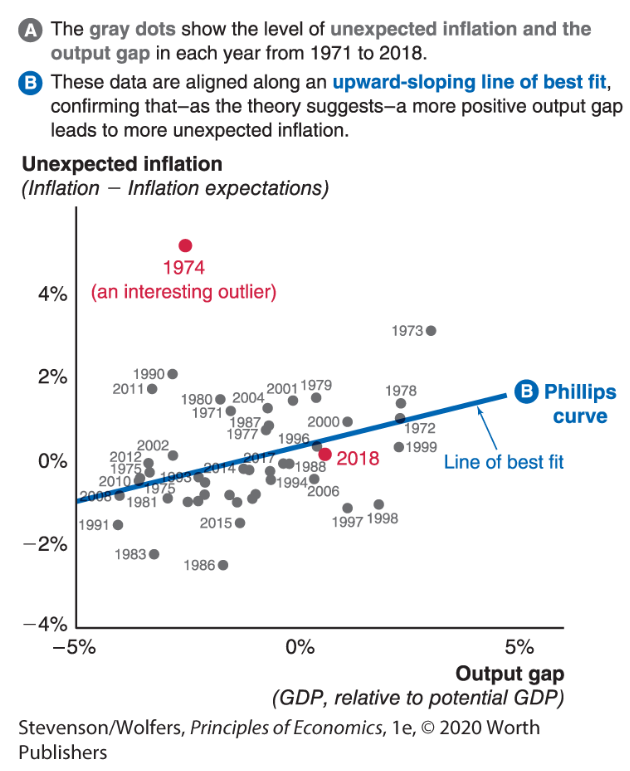 A The gray dots show the level of unexpected inflation and the
output gap in each year from 1971 to 2018.
B These data are aligned along an upward-sloping line of best fit,
confirming that—as the theory suggests—a more positive output gap
leads to more unexpected inflation.
Unexpected inflation
(Inflation − Inflation expectations)
1974
(an interesting outlier)
4%
1973
2%
1990
2011
1980
1971
2004
2001
1979
1978
B Phillips
curve
1987
1977
2000
1972
1996
1999
0%
2002
2012
1975
2010
1993
2014
2017
1988
2018
Line of best fit
2008
1975
1981
1994
2006
1991
2015
1997
1998
−2%
1983
1986
−4%
−5%
0%
5%
Output gap
(GDP, relative to potential GDP)
Stevenson/Wolfers, Principles of Economics, 1e, © 2020 Worth
Publishers